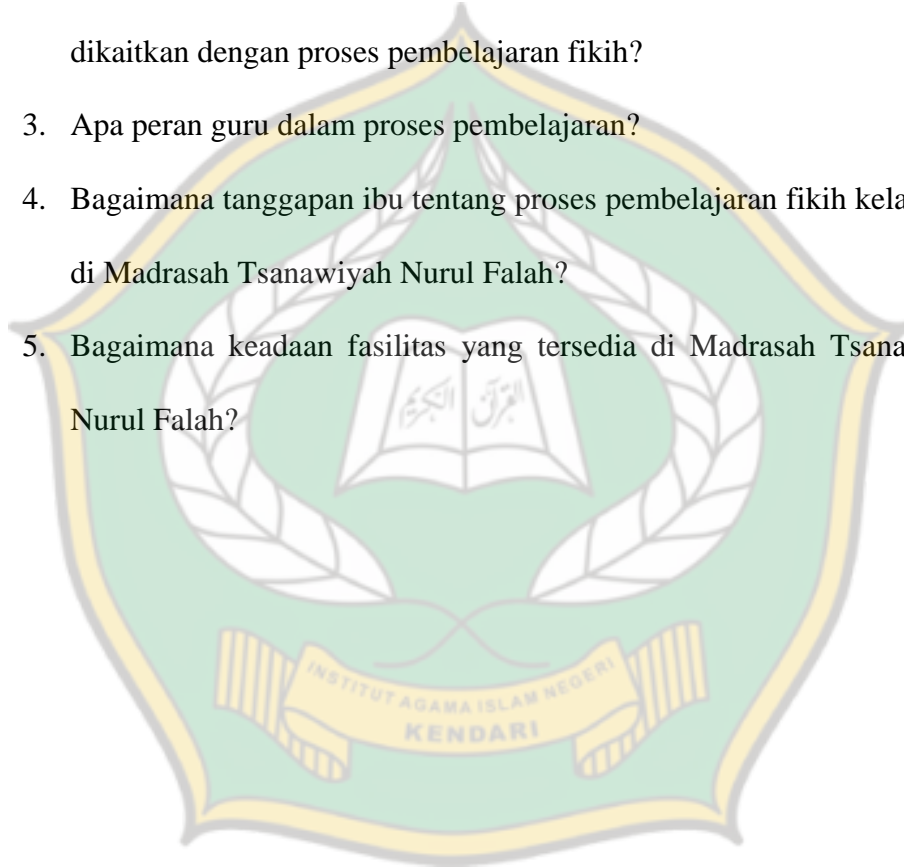 dikaitkan dengan proses pembelajaran fikih?
3. Apa peran guru dalam proses pembelajaran?
4. Bagaimana tanggapan ibu tentang proses pembelajaran fikih kela
di Madrasah Tsanawiyah Nurul Falah?
5. Bagaimana keadaan fasilitas yang tersedia di Madrasah Tsana
Nurul Falah?
القرآن الكريم
INSTITUT AGAMA ISLAM NEGERI
KENDARI